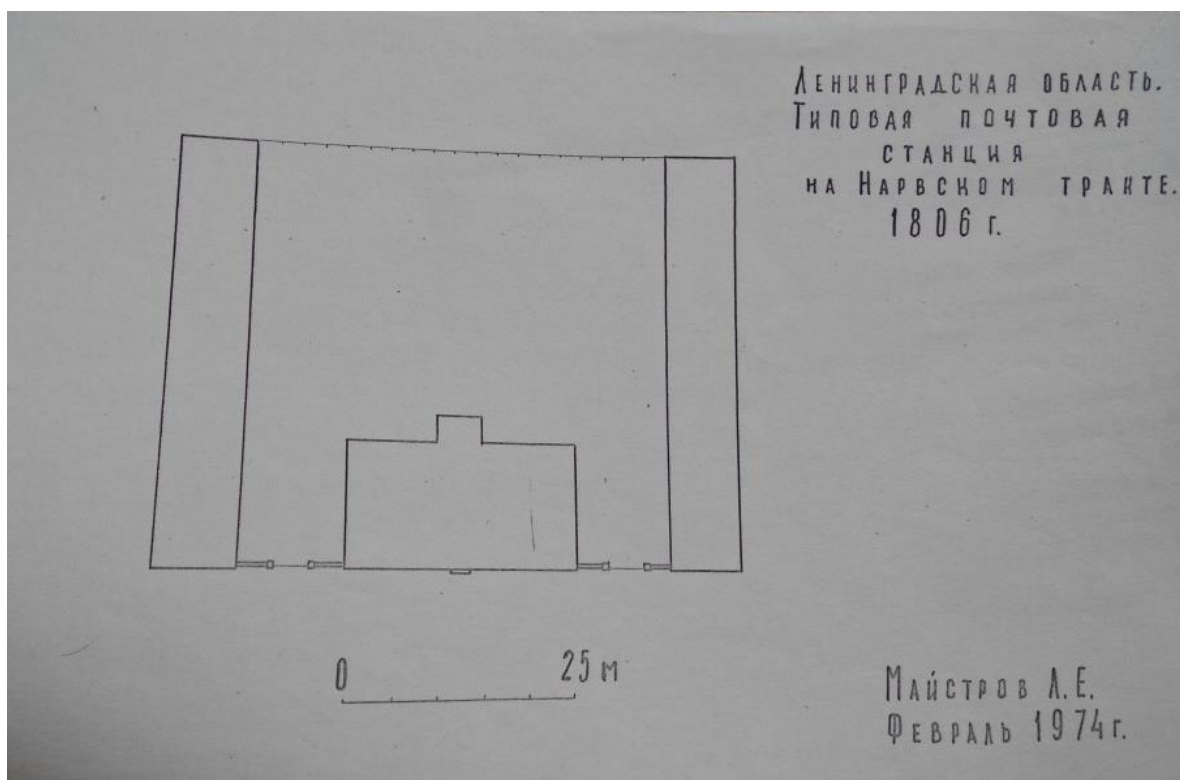 Ленинградская область.
Типовая почтовая
станция
на Нарвском тракте.
1806 г.
0 25 м
Майстров Л.Е.
Февраль 1974 г.